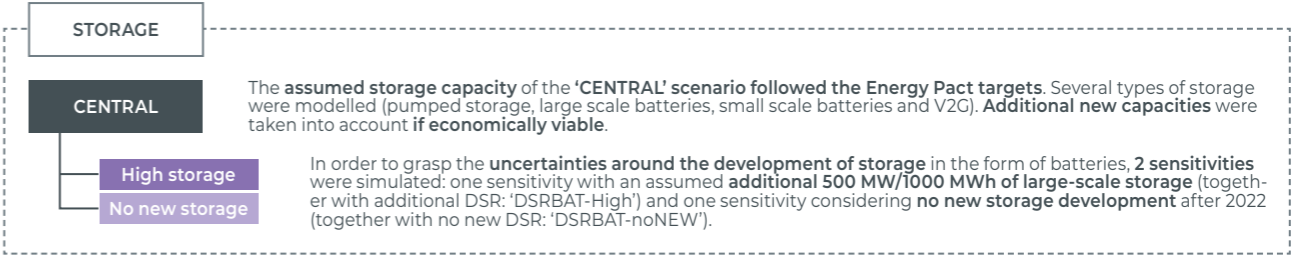 STORAGE
CENTRAL
The assumed storage capacity of the ‘CENTRAL’ scenario followed the Energy Pact targets. Several types of storage
were modelled (pumped storage, large scale batteries, small scale batteries and V2G). Additional new capacities were
taken into account if economically viable.
High storage
No new storage
In order to grasp the uncertainties around the development of storage in the form of batteries, 2 sensitivities
were simulated: one sensitivity with an assumed additional 500 MW/1000 MWh of large-scale storage (togeth-
er with additional DSR: ‘DSRBAT-High’) and one sensitivity considering no new storage development after 2022
(together with no new DSR: ‘DSRBAT-noNEW’).